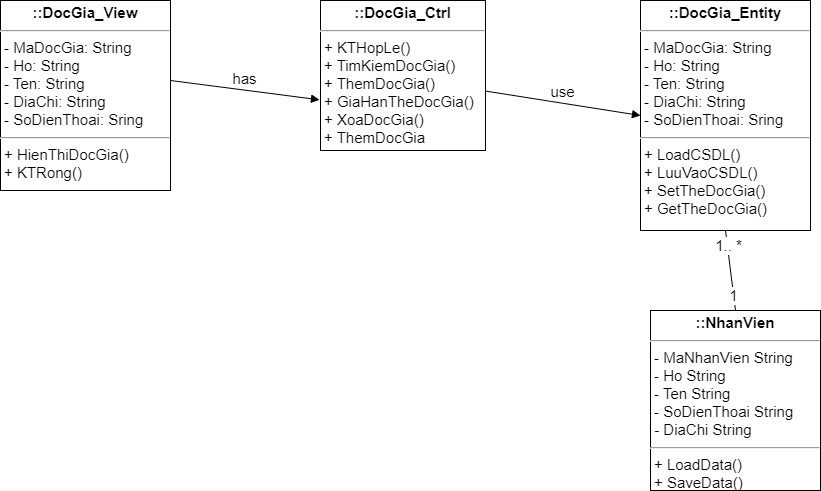 ::DocGia_View
- MaDocGia: String
- Ho: String
- Ten: String
- DiaChi: String
- SoDienThoai: Sring
+ HienThiDocGia()
+ KTRong()
has
::DocGia_Ctrl
+ KTHopLe()
+ TimKiemDocGia()
+ ThemDocGia()
+ GiaHanTheDocGia()
+ XoaDocGia()
+ ThemDocGia
use
::DocGia_Entity
- MaDocGia: String
- Ho: String
- Ten: String
- DiaChi: String
- SoDienThoai: Sring
+ LoadCSDL()
+ LuuVaoCSDL()
+ SetTheDocGia()
+ GetTheDocGia()
1.. *
1
::NhanVien
- MaNhanVien String
- Ho String
- Ten String
- SoDienThoai String
- DiaChi String
+ LoadData()
+ SaveData()